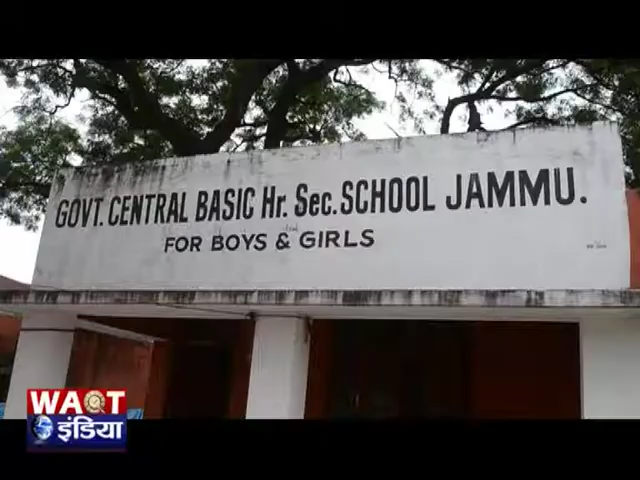 GOVT. CENTRAL BASIC Hr. Sec. SCHOOL JAMMU.
FOR BOYS & GIRLS
WAQT
इंडिया